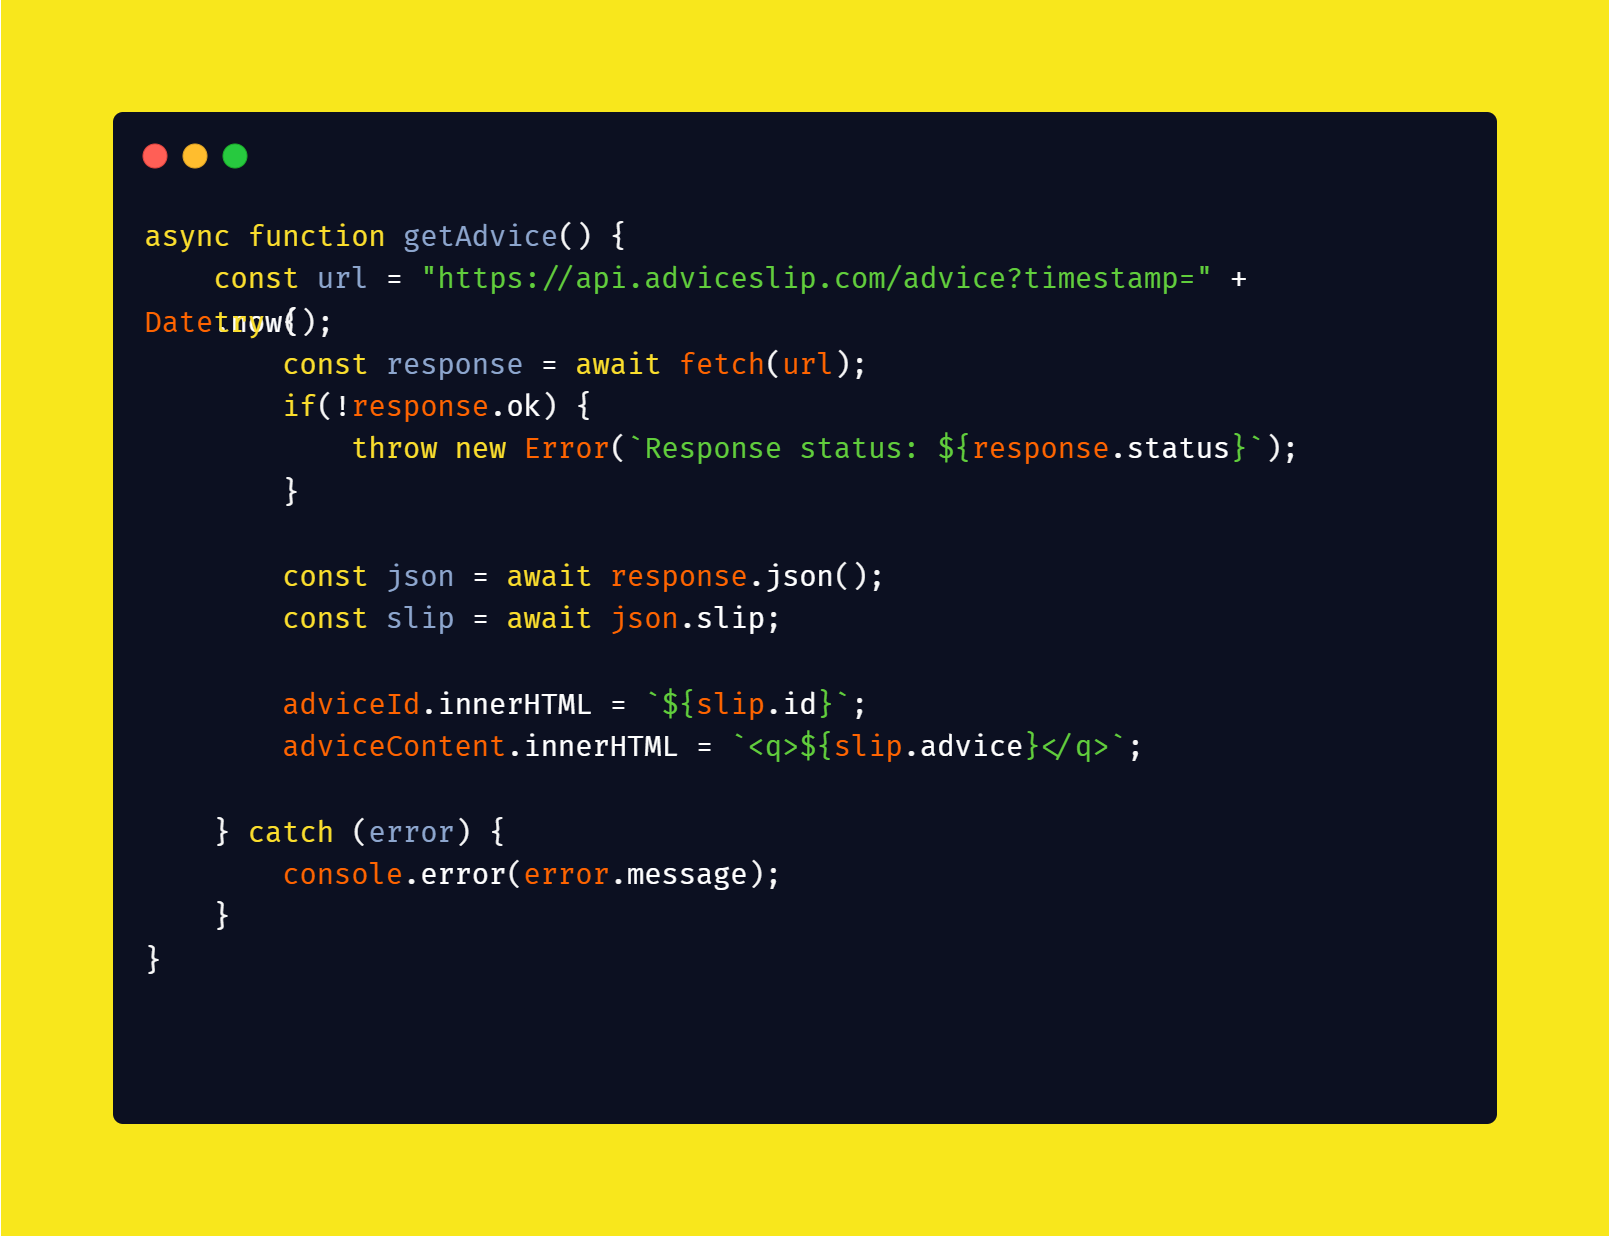 async function getAdvice() {
    const url = "https://api.adviceslip.com/advice?timestamp=" +
Date.now();
    try {
        const response = await fetch(url);
        if(!response.ok) {
            throw new Error(`Response status: ${response.status}`);
        }
        const json = await response.json();
        const slip = await json.slip;
        adviceId.innerHTML = `${slip.id}`;
        adviceContent.innerHTML = `<q>${slip.advice}</q>`;
    } catch (error) {
        console.error(error.message);
    }
}